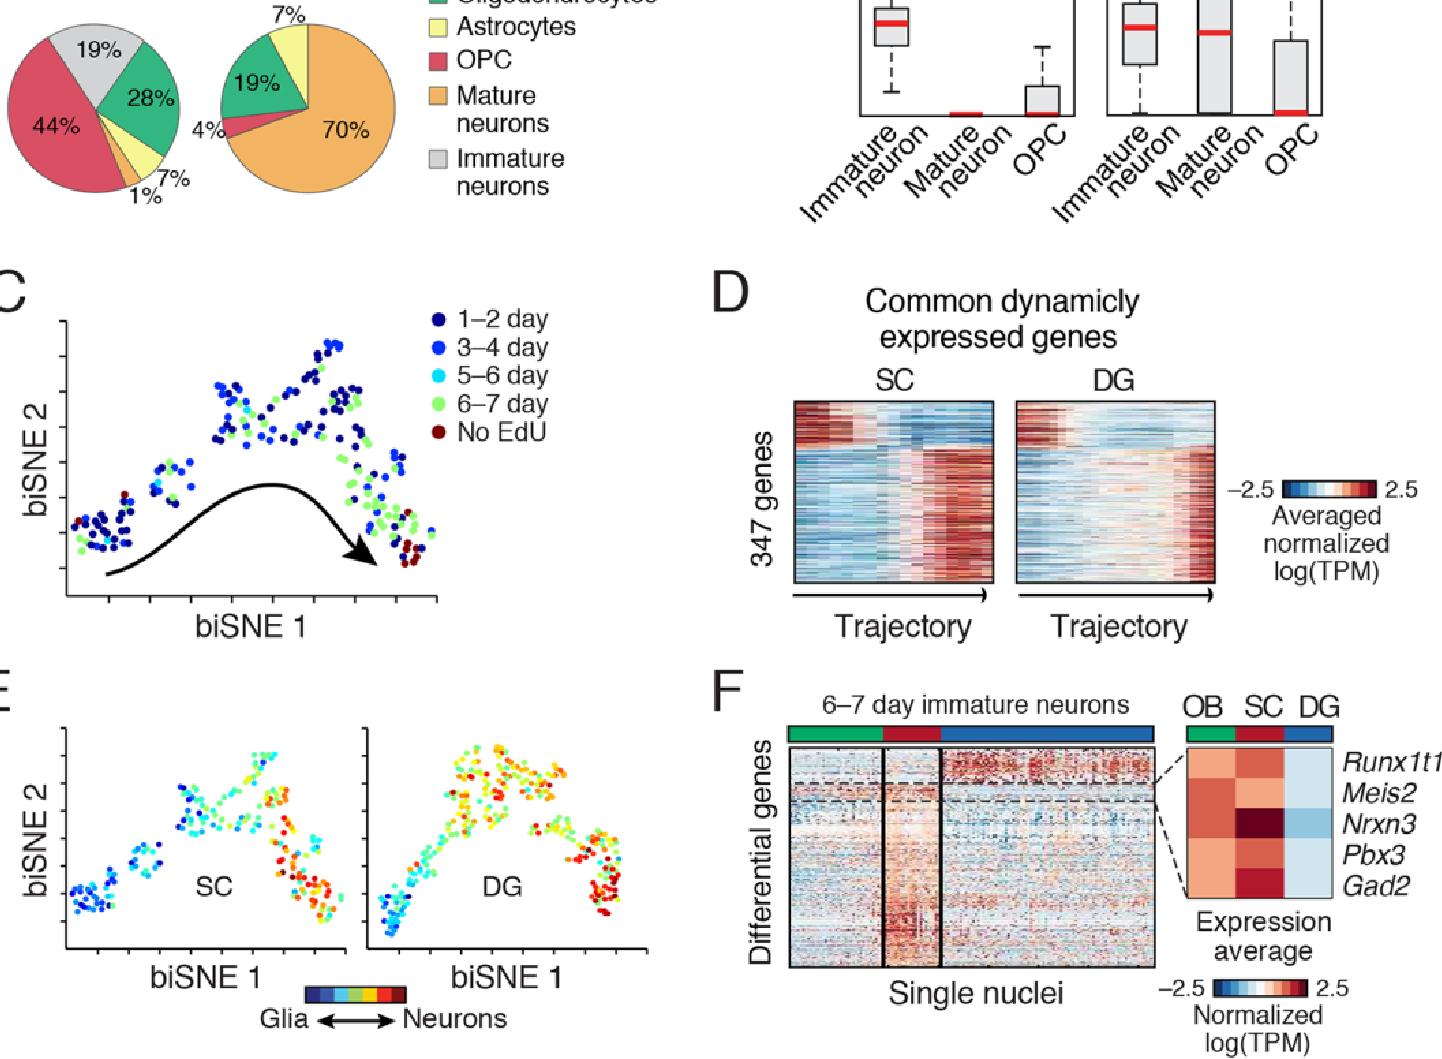 Oligodendrocytes
7%
Astrocytes
19%
OPC
28%
19%
Mature
neurons
44%
4%
70%
Immature
neurons
7%
1%
Immature
neuron
Mature
neuron
OPC
Immature
neuron
Mature
neuron
OPC
C
1–2 day
3–4 day
5–6 day
6–7 day
No EdU
biSNE 2
biSNE 1
D
Common dynamicly
expressed genes
SC
DG
347 genes
–2.5
2.5
Averaged
normalized
log(TPM)
Trajectory
Trajectory
E
biSNE 2
SC
DG
biSNE 1
biSNE 1
Glia
Neurons
F
6–7 day immature neurons
OB SC DG
Differential genes
Runx1t1
Meis2
Nrxn3
Pbx3
Gad2
Expression
average
Single nuclei
–2.5
2.5
Normalized
log(TPM)